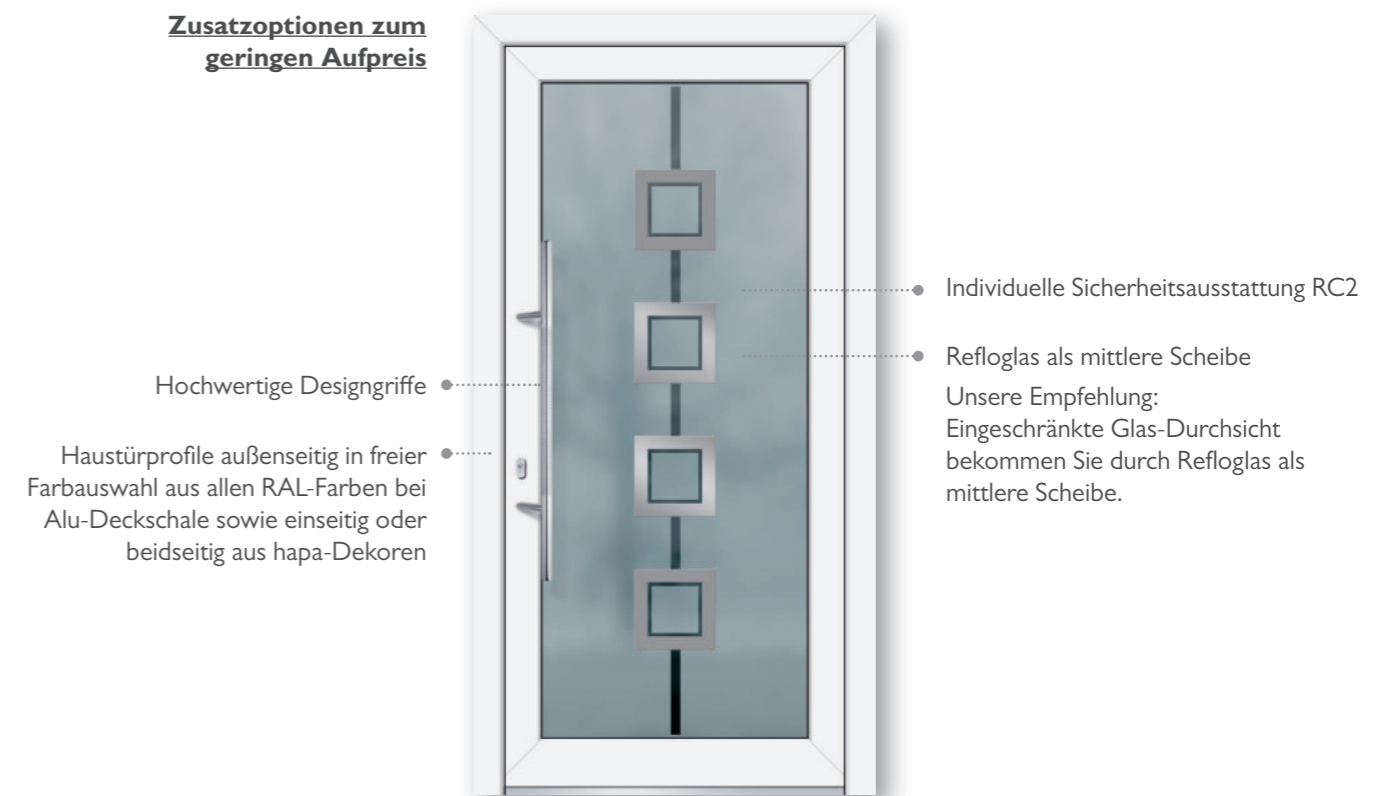 Zusatzoptionen zum
geringen Aufpreis
Hochwertige Designgriffe
Haustürprofile außenseitig in freier
Farbauswahl aus allen RAL-Farben bei
Alu-Deckschale sowie einseitig oder
beidseitig aus hapa-Dekoren
Individuelle Sicherheitsausstattung RC2
Refloglas als mittlere Scheibe
Unsere Empfehlung:
Eingeschränkte Glas-Durchsicht
bekommen Sie durch Refloglas als
mittlere Scheibe.